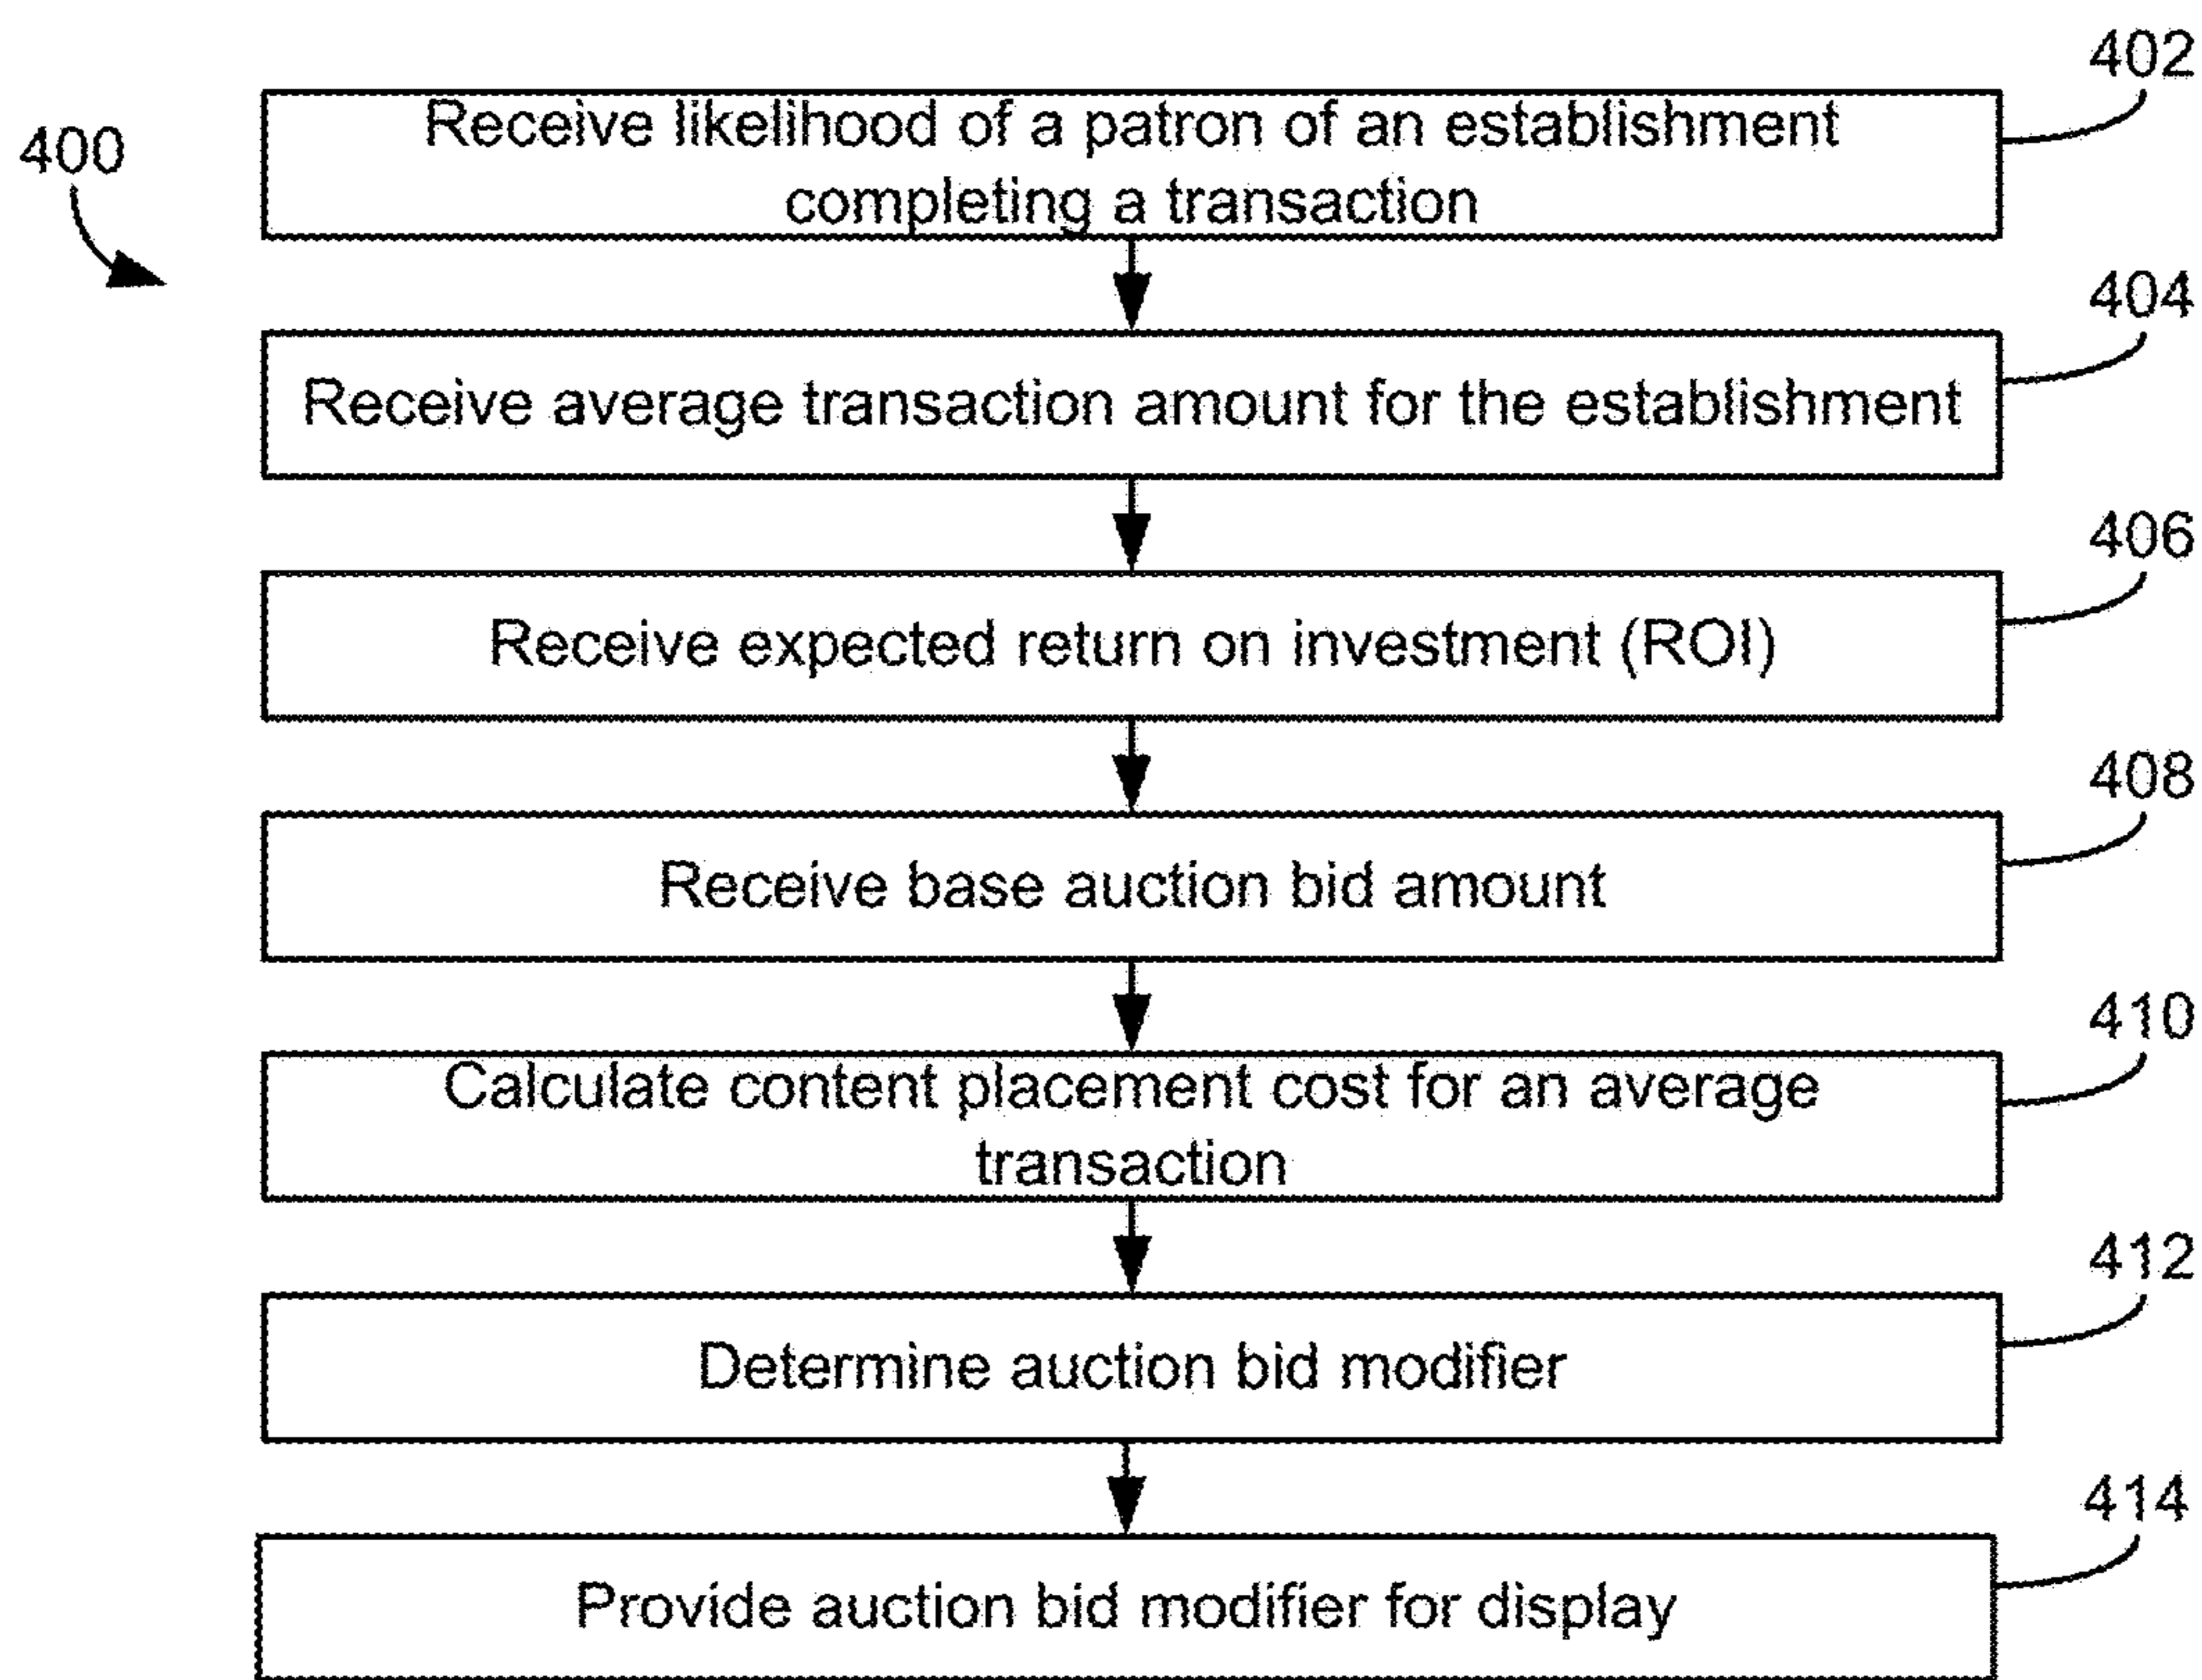 402
400
Receive likelihood of a patron of an establishment
completing a transaction
404
Receive average transaction amount for the establishment
406
Receive expected return on investment (ROI)
408
Receive base auction bid amount
410
Calculate content placement cost for an average
transaction
412
Determine auction bid modifier
414
Provide auction bid modifier for display